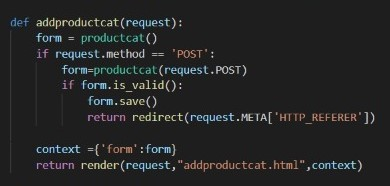 def addproductcat(request):
    form = productcat()
    if request.method == 'POST':
        form=productcat(request.POST)
        if form.is_valid():
            form.save()
            return redirect(request.META['HTTP_REFERER'])

    context ={'form':form}
    return render(request,"addproductcat.html",context)